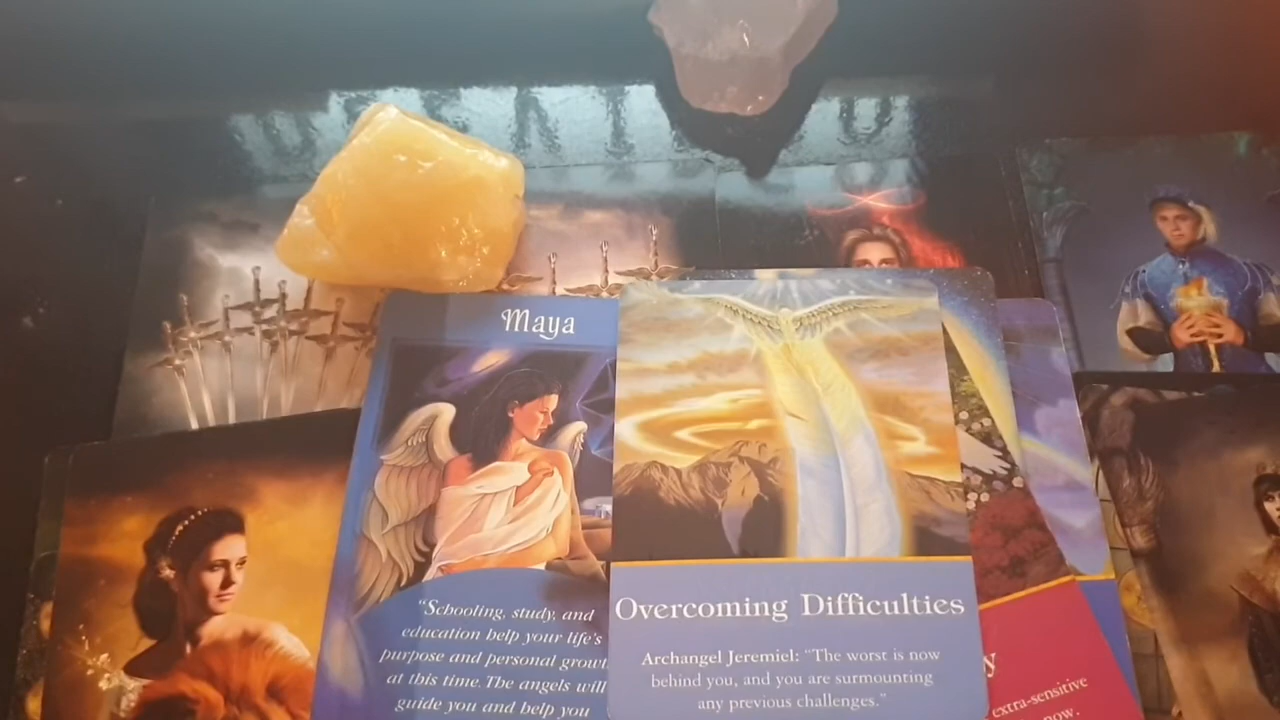 Maya
"Schooling, study, and
education help your life's
purpose and personal growt
at this time. The angels will
guide you and help you
Overcoming Difficulties
Archangel Jeremiel: "The worst is now
behind you, and you are surmounting
any previous challenges."
y
extra-sensitive
now.